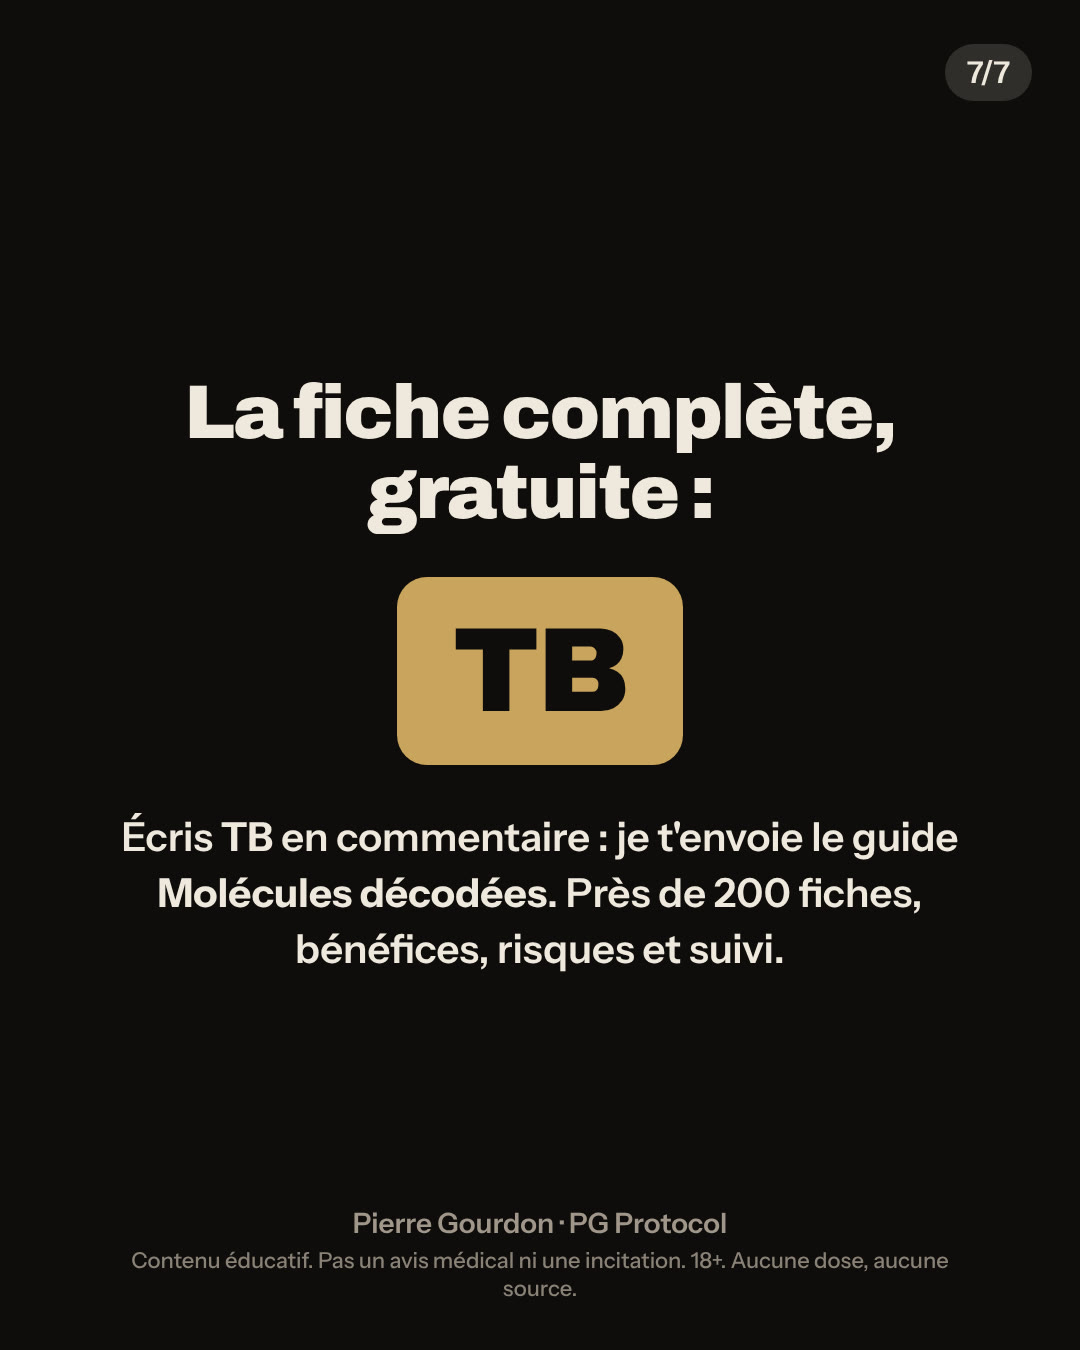 7/7
La fiche complète,
gratuite :
TB
Écris TB en commentaire : je t'envoie le guide
Molécules décodées. Près de 200 fiches,
bénéfices, risques et suivi.
Pierre Gourdon · PG Protocol
Contenu éducatif. Pas un avis médical ni une incitation. 18+. Aucune dose, aucune
source.